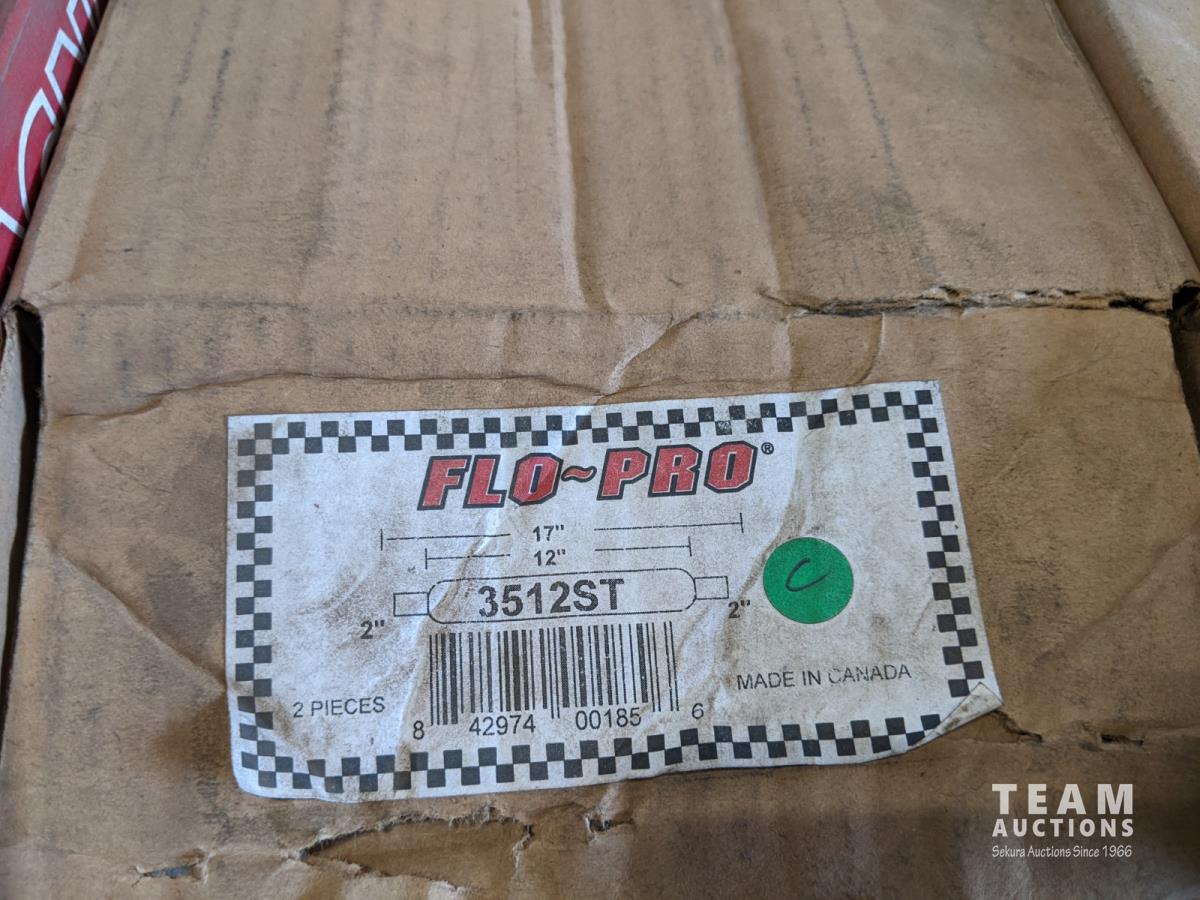 FLO~PRO®
17"
12"
3512ST
2"
2"
C
2 PIECES
MADE IN CANADA
8 42974 00185 6
TEAM
AUCTIONS
Sekura Auctions Since 1966